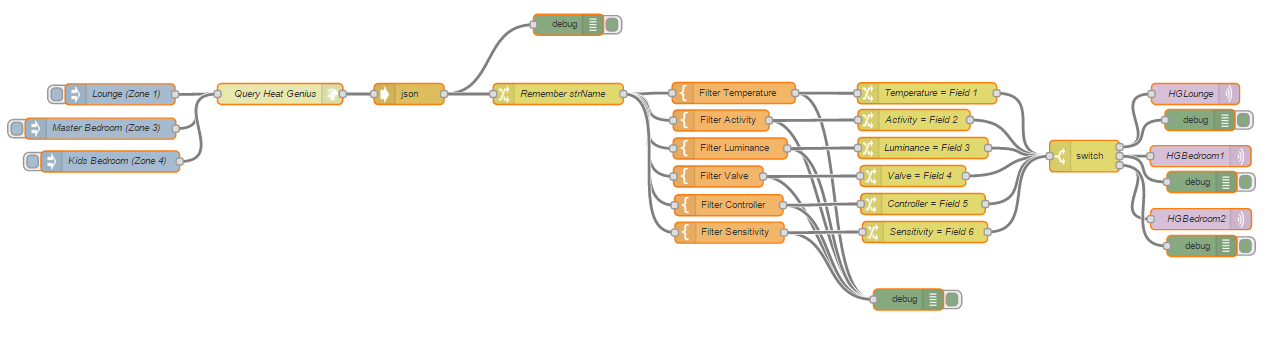 debug
Lounge (Zone 1)
Query Heat Genius
json
Remember strName
Filter Temperature
Temperature = Field 1
HGLounge
Master Bedroom (Zone 3)
Filter Activity
Activity = Field 2
debug
Kids Bedroom (Zone 4)
Filter Luminance
Luminance = Field 3
switch
HGBedroom1
Filter Valve
Valve = Field 4
debug
Filter Controller
Controller = Field 5
HGBedroom2
Filter Sensitivity
Sensitivity = Field 6
debug
debug